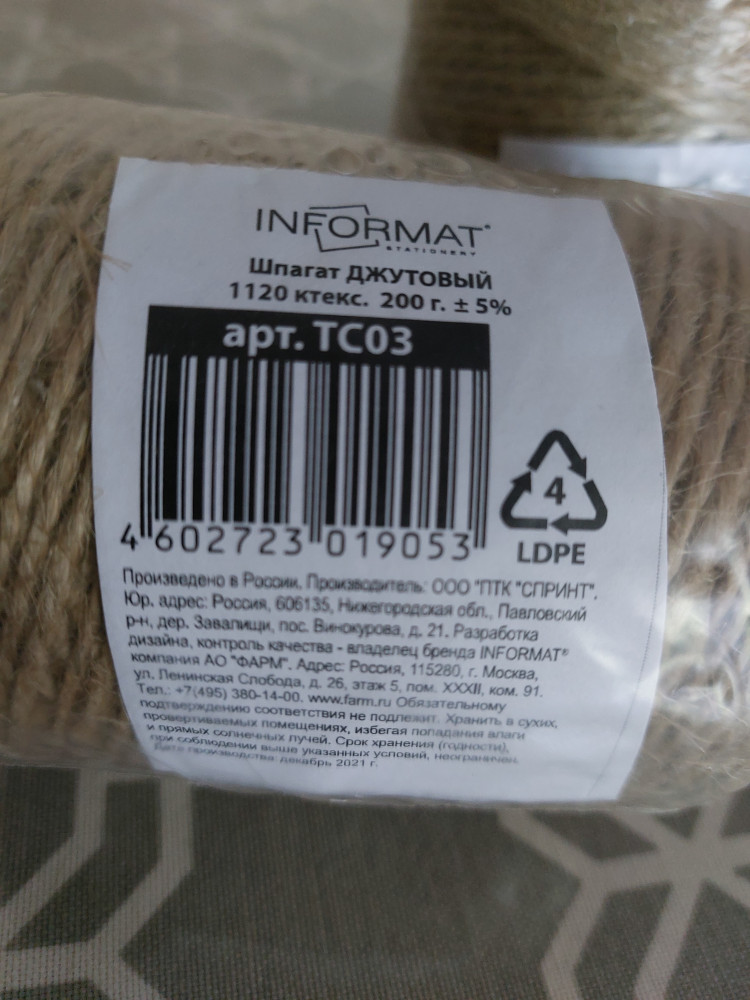 INFORMAT®
STATIONERY
Шпагат ДЖУТОВЫЙ
1120 ктекс. 200 г. ± 5%
арт. ТС03
4 602723 019053
4
LDPE
Произведено в России. Производитель: ООО "ПТК "СПРИНТ".
Юр. адрес: Россия, 606135, Нижегородская обл., Павловский
р-н, дер. Завалищи, пос. Винокурова, д. 21. Разработка
дизайна, контроль качества - владелец бренда INFORMAT®
компания АО "ФАРМ". Адрес: Россия, 115280, г. Москва,
ул. Ленинская Слобода, д. 26, этаж 5, пом. XXXII, ком. 91.
Тел.: +7(495) 380-14-00. www.farm.ru Обязательному
подтверждению соответствия не подлежит. Хранить в сухих,
провертиваемых помещениях, избегая попадания влаги
и прямых солнечных лучей. Срок хранения (годности),
при соблюдении выше указанных условий, неограничен.
Дата производства: декабрь 2021 г.